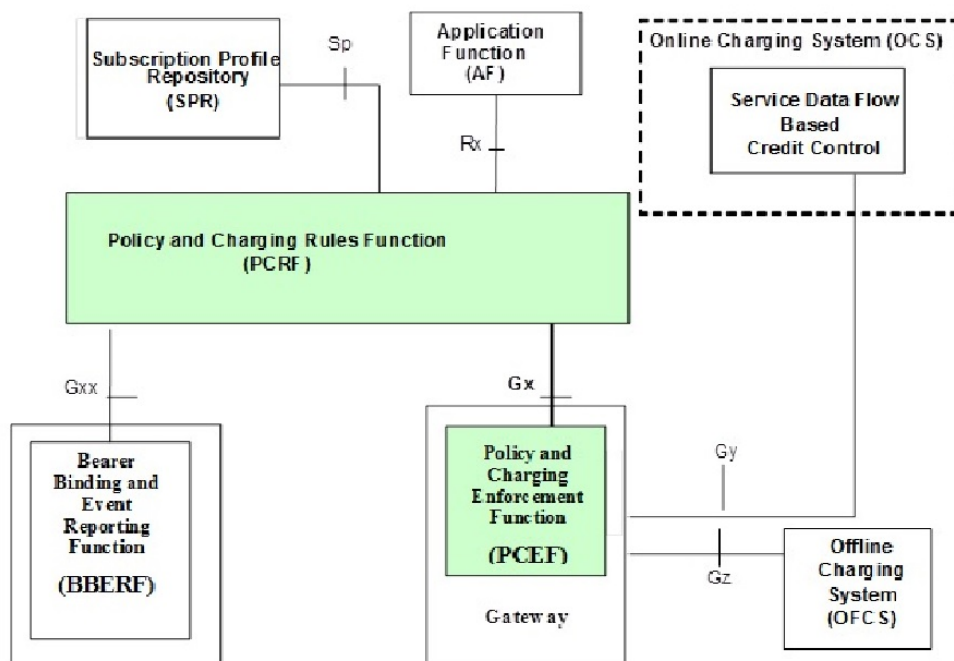 Subscription Profile
Repository
(SPR)
Sp
Application
Function
(AF)
Online Charging System (OCS)
Service Data Flow
Based
Credit Control
Rx
Policy and Charging Rules Function
(PCRF)
Gxx
Gx
Bearer
Binding and
Event
Reporting
Function
(BBERF)
Policy and
Charging
Enforcement
Function
(PCEF)
Gateway
Gy
Gz
Offline
Charging
System
(OFCS)